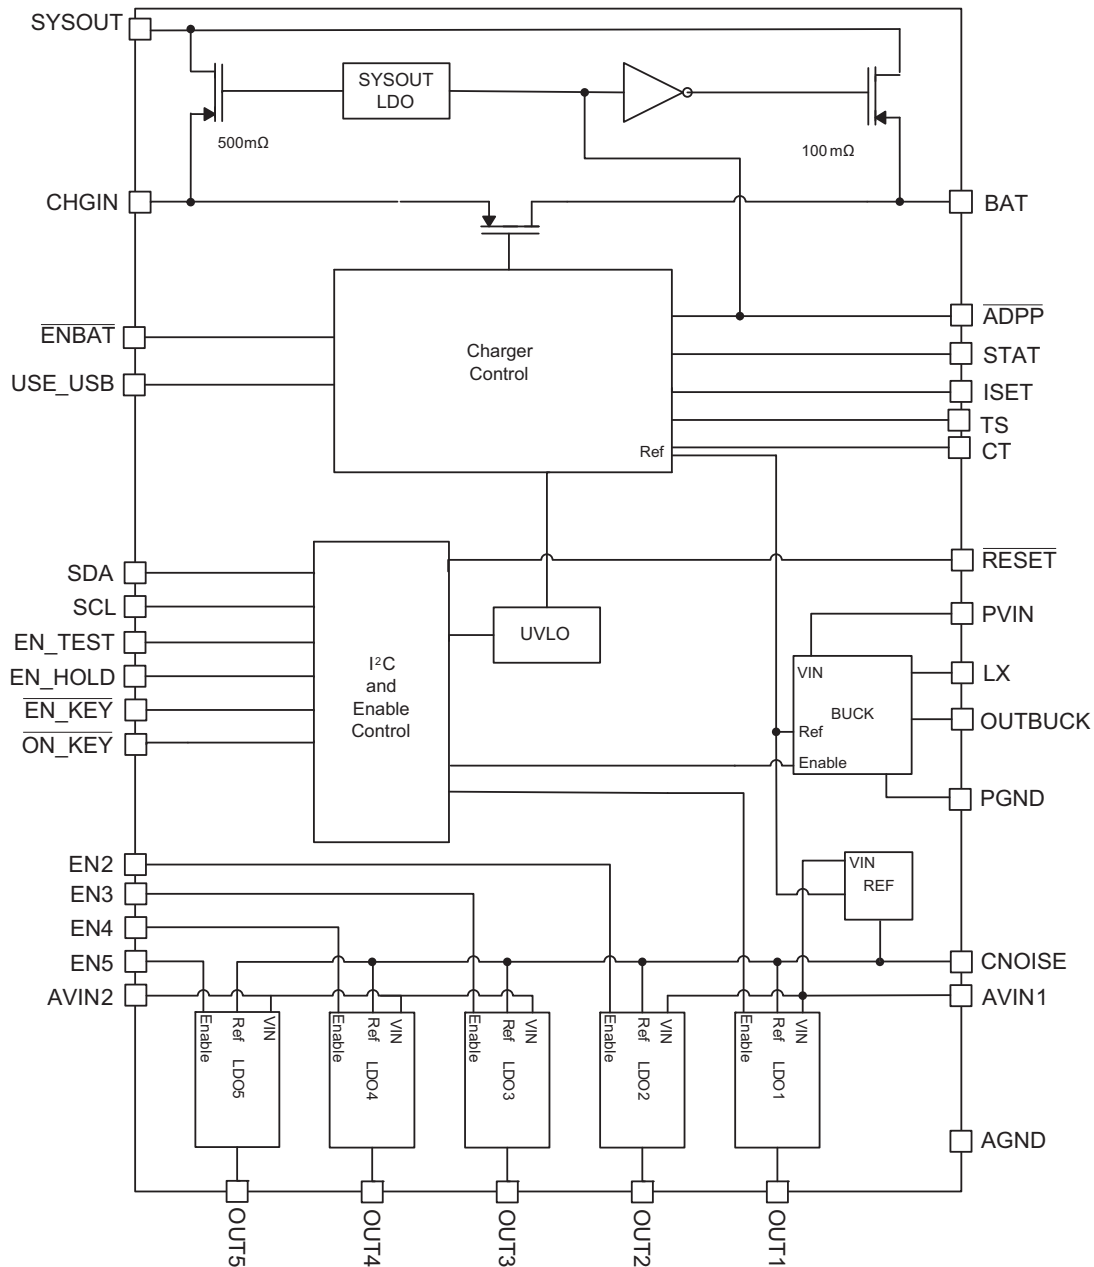 SYSOUT
SYSOUT
LDO
500mΩ
100mΩ
CHGIN
BAT
ENBAT
USE_USB
Charger
Control
Ref
ADPP
STAT
ISET
TS
CT
SDA
SCL
EN_TEST
EN_HOLD
EN_KEY
ON_KEY
I²C
and
Enable
Control
UVLO
RESET
PVIN
LX
OUTBUCK
PGND
VIN
BUCK
Ref
Enable
EN2
EN3
EN4
EN5
AVIN2
VIN
REF
CNOISE
AVIN1
AGND
Enable
Ref
VIN
LDO5
Enable
Ref
VIN
LDO4
Enable
Ref
VIN
LDO3
Enable
Ref
VIN
LDO2
Enable
Ref
VIN
LDO1
OUT5
OUT4
OUT3
OUT2
OUT1